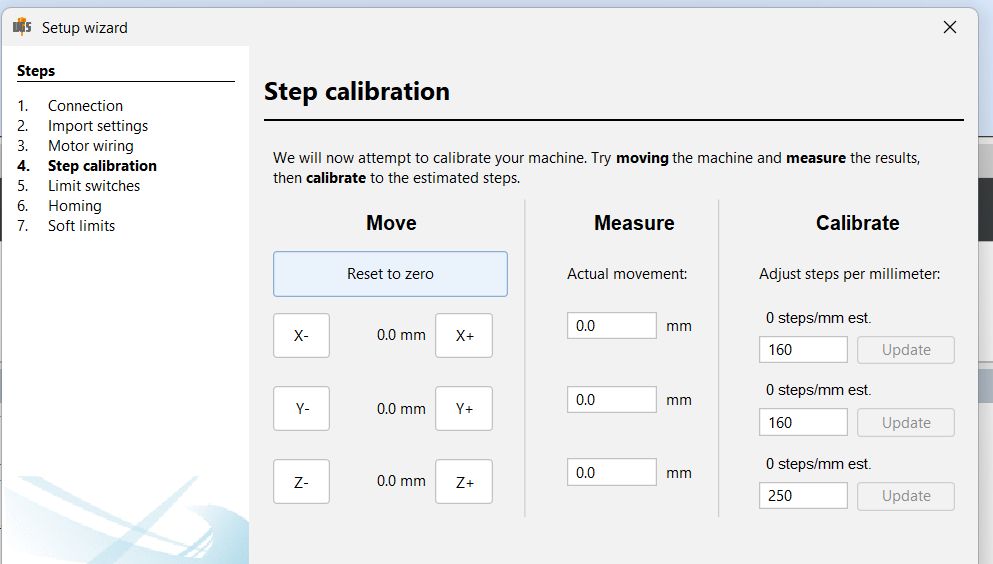 UGS Setup wizard
Steps
1. Connection
2. Import settings
3. Motor wiring
4. Step calibration
5. Limit switches
6. Homing
7. Soft limits
Step calibration
We will now attempt to calibrate your machine. Try moving the machine and measure the results,
then calibrate to the estimated steps.
Move
Measure
Calibrate
Reset to zero
Actual movement:
Adjust steps per millimeter:
X- 0.0 mm X+
0.0 mm
0 steps/mm est.
160 Update
Y- 0.0 mm Y+
0.0 mm
0 steps/mm est.
160 Update
Z- 0.0 mm Z+
0.0 mm
0 steps/mm est.
250 Update